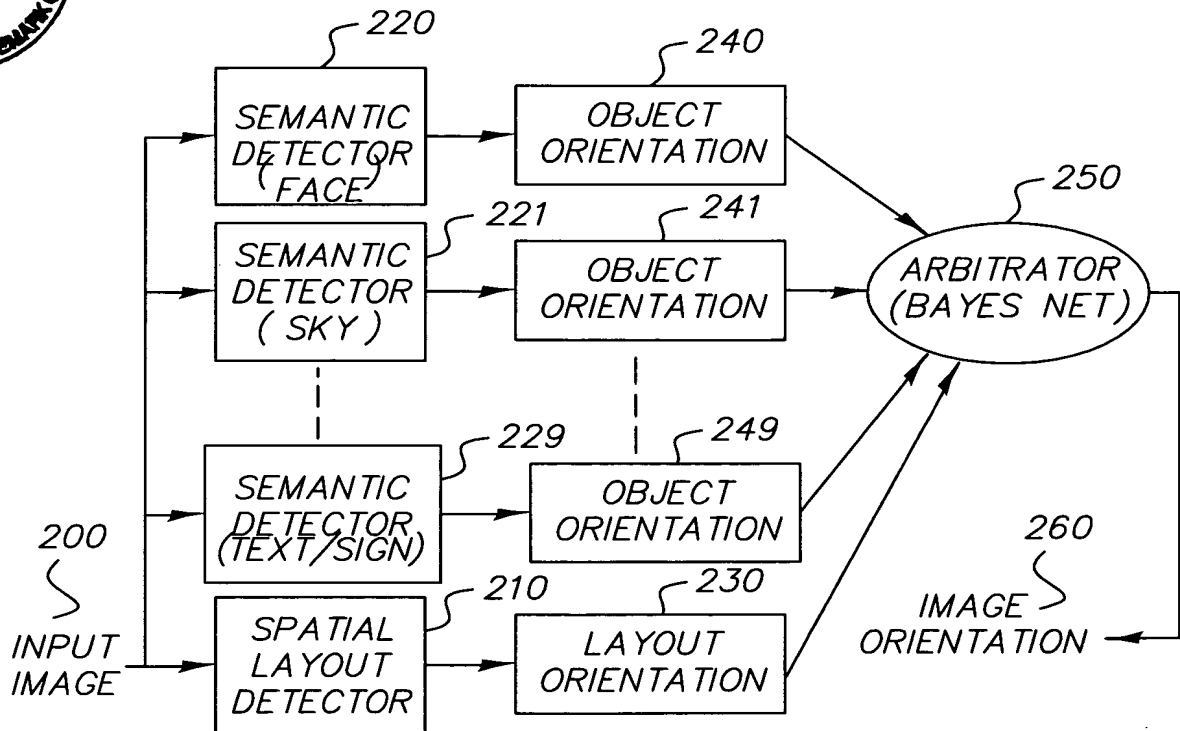 220
SEMANTIC
DETECTOR
( FACE )
240
OBJECT
ORIENTATION
221
SEMANTIC
DETECTOR
( SKY )
241
OBJECT
ORIENTATION
250
ARBITRATOR
(BAYES NET)
229
SEMANTIC
DETECTOR
(TEXT/SIGN)
249
OBJECT
ORIENTATION
200
INPUT
IMAGE
210
SPATIAL
LAYOUT
DETECTOR
230
LAYOUT
ORIENTATION
260
IMAGE
ORIENTATION